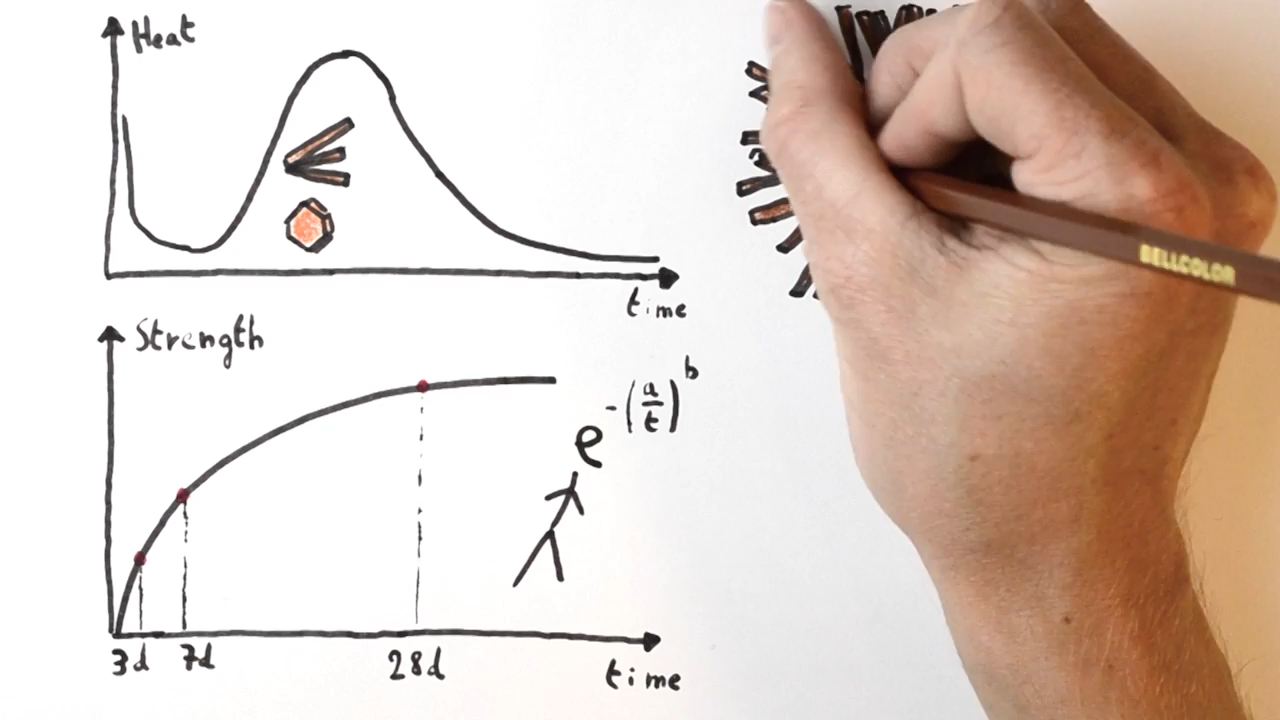 Heat
time
Strength
e^-(a/t)^b
3d 7d 28d
time
BELLCOLOR